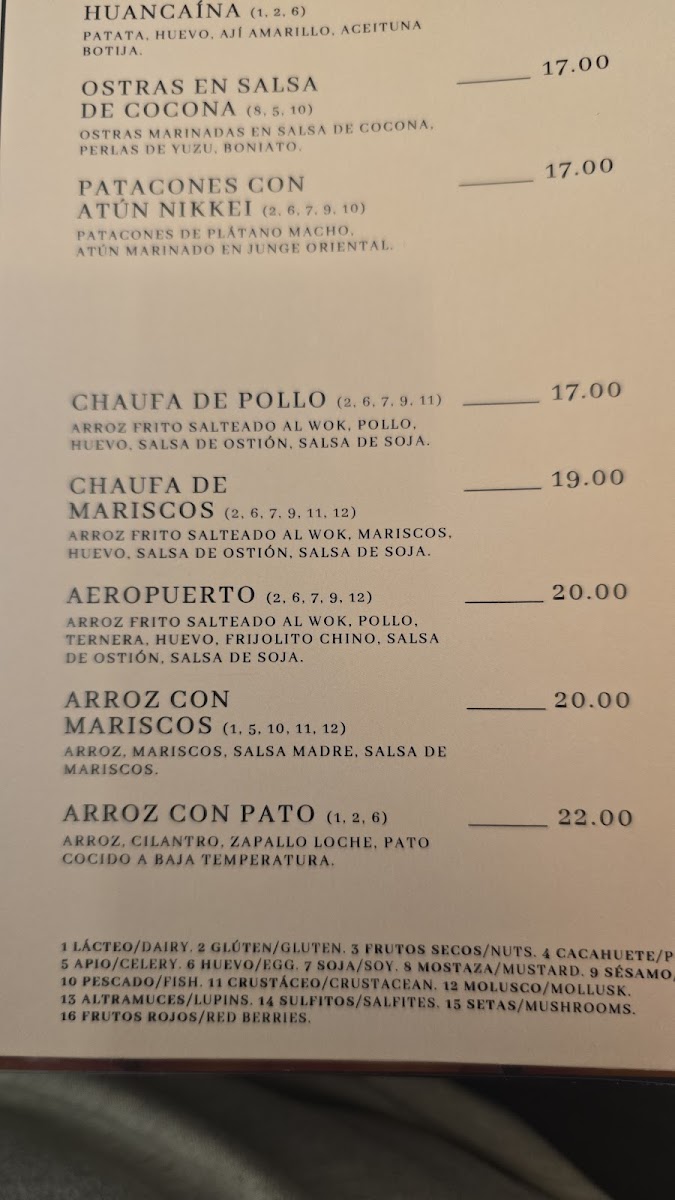 HUANCAÍNA (1, 2, 6)
PATATA, HUEVO, AJÍ AMARILLO, ACEITUNA
BOTIJA.
OSTRAS EN SALSA
DE COCONA (8, 5, 10) ______ 17.00
OSTRAS MARINADAS EN SALSA DE COCONA,
PERLAS DE YUZU, BONIATO.
PATACONES CON
ATÚN NIKKEI (2, 6, 7, 9, 10) ______ 17.00
PATACONES DE PLÁTANO MACHO,
ATÚN MARINADO EN JUNGE ORIENTAL.
CHAUFA DE POLLO (2, 6, 7, 9, 11) ______ 17.00
ARROZ FRITO SALTEADO AL WOK, POLLO,
HUEVO, SALSA DE OSTIÓN, SALSA DE SOJA.
CHAUFA DE
MARISCOS (2, 6, 7, 9, 11, 12) ______ 19.00
ARROZ FRITO SALTEADO AL WOK, MARISCOS,
HUEVO, SALSA DE OSTIÓN, SALSA DE SOJA.
AEROPUERTO (2, 6, 7, 9, 12) ______ 20.00
ARROZ FRITO SALTEADO AL WOK, POLLO,
TERNERA, HUEVO, FRIJOLITO CHINO, SALSA
DE OSTIÓN, SALSA DE SOJA.
ARROZ CON
MARISCOS (1, 5, 10, 11, 12) ______ 20.00
ARROZ, MARISCOS, SALSA MADRE, SALSA DE
MARISCOS.
ARROZ CON PATO (1, 2, 6) ______ 22.00
ARROZ, CILANTRO, ZAPALLO LOCHE, PATO
COCIDO A BAJA TEMPERATURA.
1 LÁCTEO/DAIRY. 2 GLÚTEN/GLUTEN. 3 FRUTOS SECOS/NUTS. 4 CACAHUETE/P
5 APIO/CELERY. 6 HUEVO/EGG. 7 SOJA/SOY. 8 MOSTAZA/MUSTARD. 9 SÉSAMO/
10 PESCADO/FISH. 11 CRUSTÁCEO/CRUSTACEAN. 12 MOLUSCO/MOLLUSK.
13 ALTRAMUCES/LUPINS. 14 SULFITOS/SALFITES. 15 SETAS/MUSHROOMS.
16 FRUTOS ROJOS/RED BERRIES.